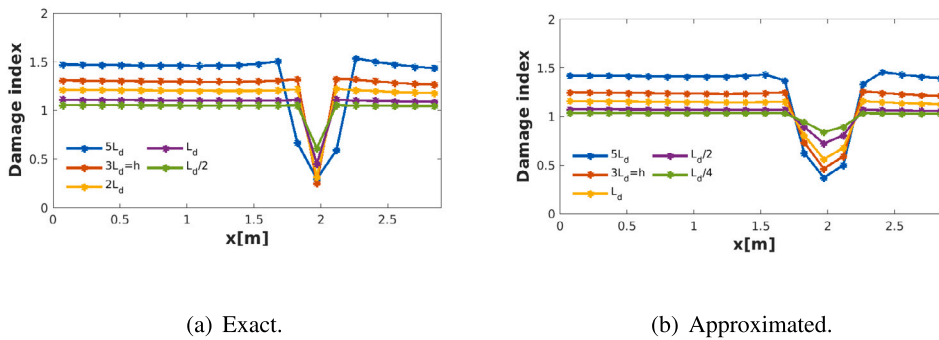 2
1.5
1
0.5
0
Damage index
5L_d
3L_d=h
2L_d
L_d
L_d/2
0 0.5 1 1.5 2 2.5
x[m]
(a) Exact.
2
1.5
1
0.5
0
Damage index
5L_d
3L_d=h
L_d
L_d/2
L_d/4
0 0.5 1 1.5 2 2.5
x[m]
(b) Approximated.